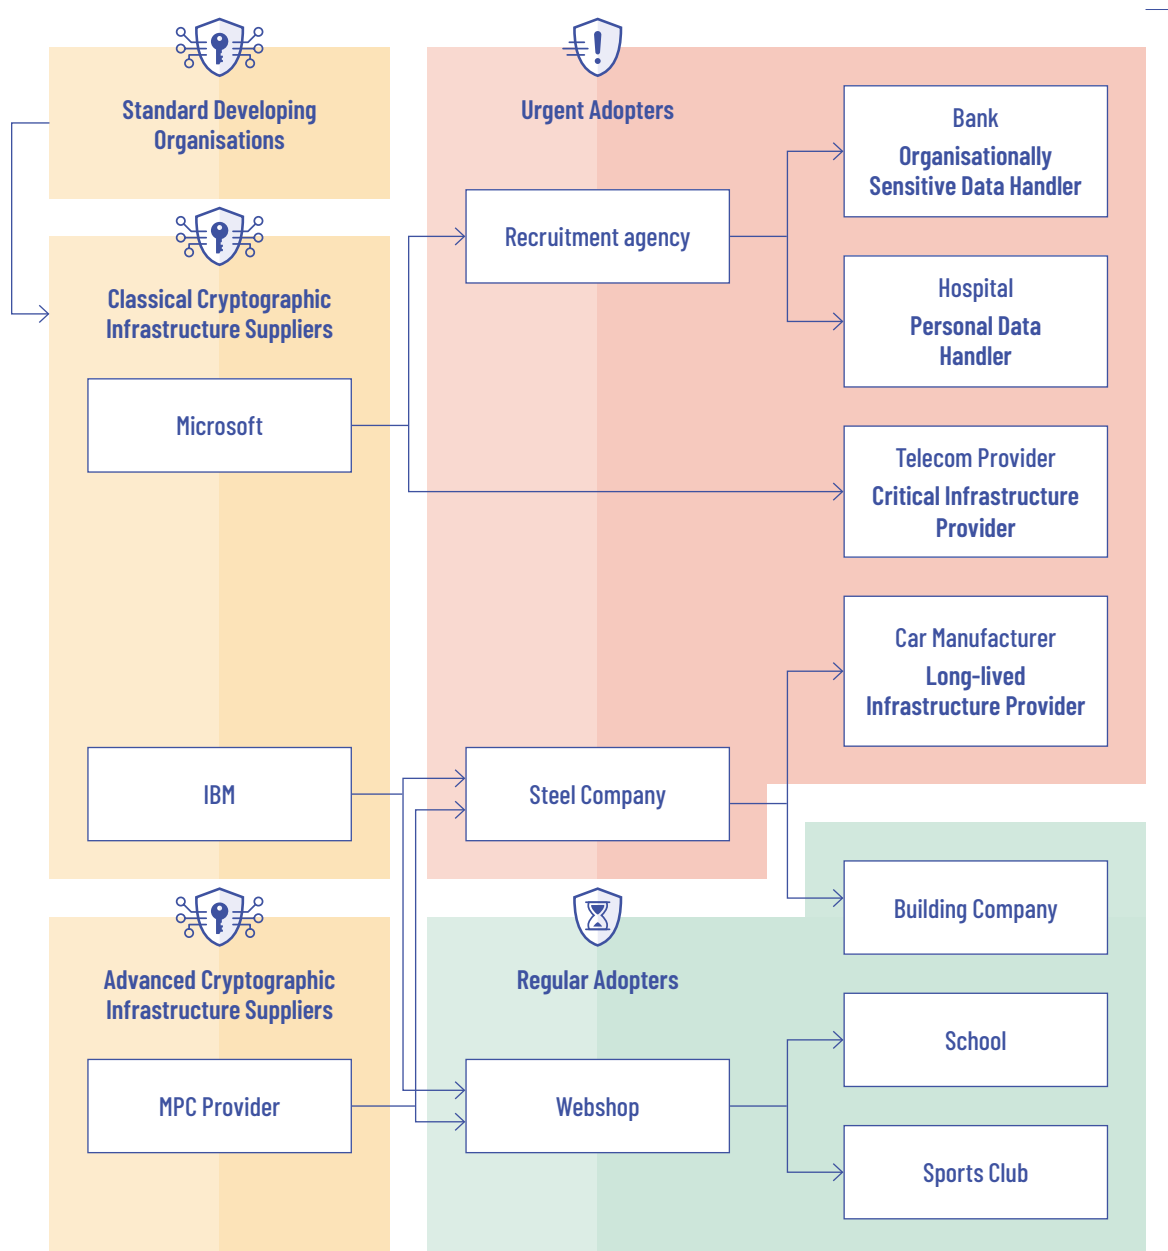 Standard Developing
Organisations
Classical Cryptographic
Infrastructure Suppliers
Microsoft
IBM
Advanced Cryptographic
Infrastructure Suppliers
MPC Provider
Urgent Adopters
Recruitment agency
Bank
Organisationally
Sensitive Data Handler
Hospital
Personal Data
Handler
Telecom Provider
Critical Infrastructure
Provider
Car Manufacturer
Long-lived
Infrastructure Provider
Steel Company
Building Company
Regular Adopters
Webshop
School
Sports Club